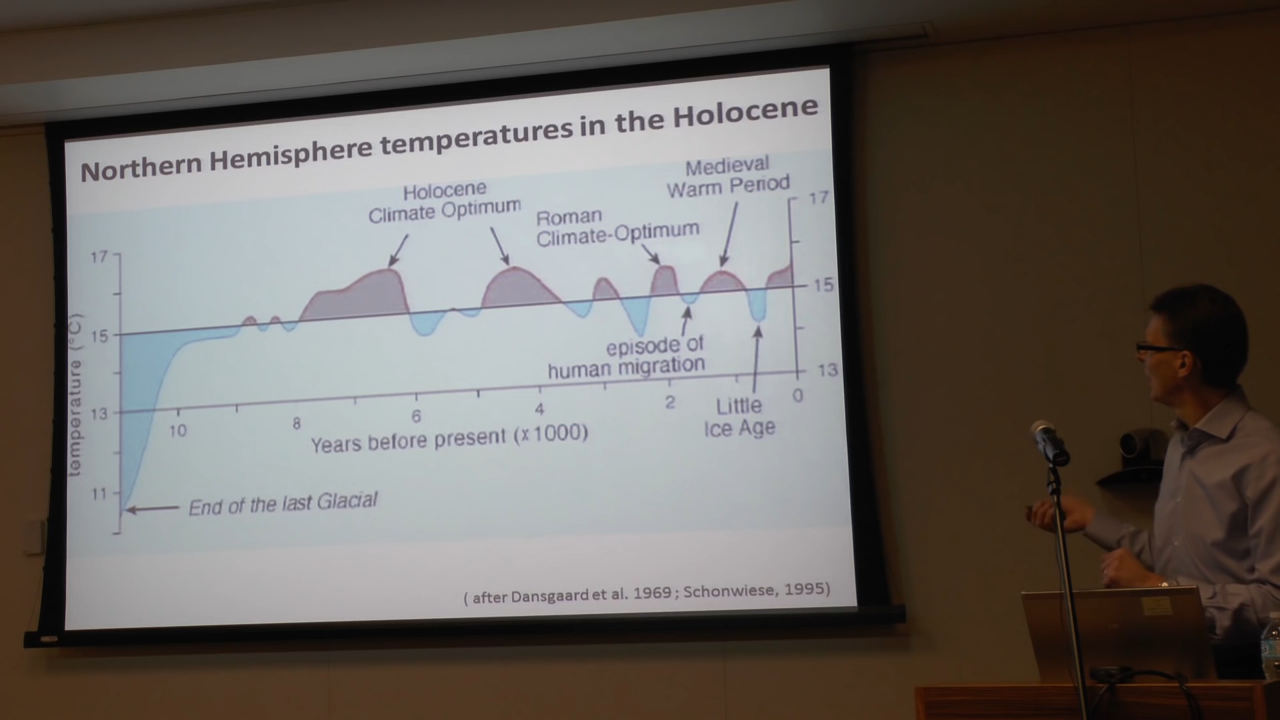 Northern Hemisphere temperatures in the Holocene
Holocene
Climate Optimum
Roman
Climate-Optimum
Medieval
Warm Period
17
17
15
15
13
13
11
temperature (°C)
episode of
human migration
Little
Ice Age
10
8
6
4
2
0
Years before present (x1000)
End of the last Glacial
( after Dansgaard et al. 1969 ; Schonwiese, 1995)